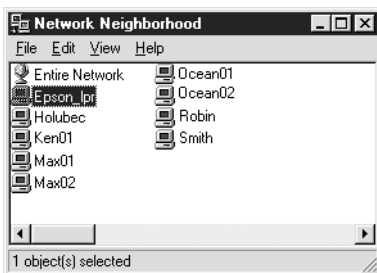 Network Neighborhood
File Edit View Help
Entire Network
Epson_lpr
Holubec
Ken01
Max01
Max02
Ocean01
Ocean02
Robin
Smith
1 object(s) selected